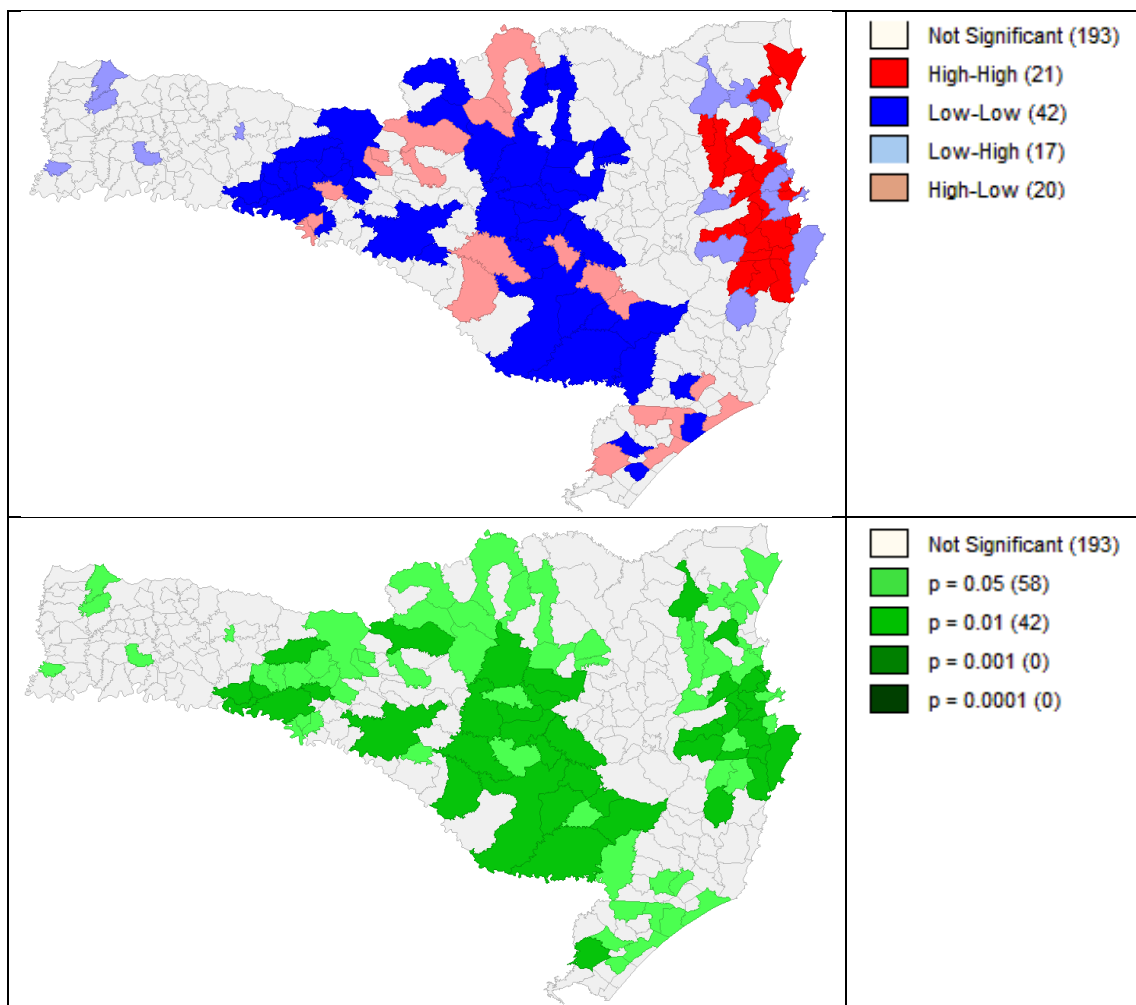 Not Significant (193)
High-High (21)
Low-Low (42)
Low-High (17)
High-Low (20)
Not Significant (193)
p = 0.05 (58)
p = 0.01 (42)
p = 0.001 (0)
p = 0.0001 (0)